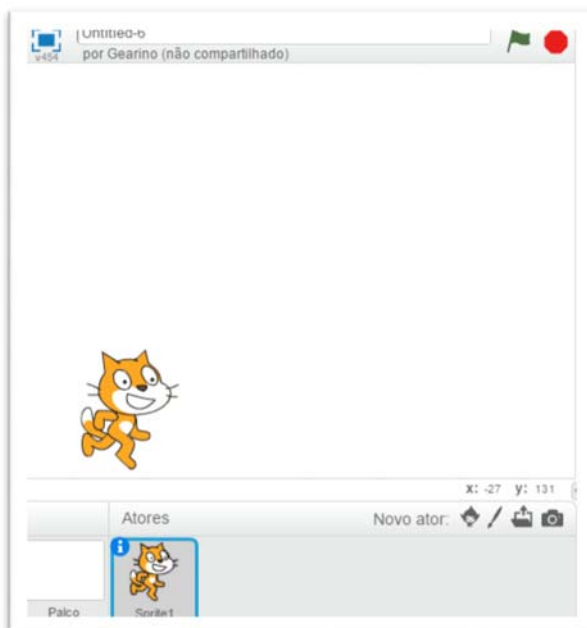 Untitled-6
v454
por Gearino (não compartilhado)
x: -27 y: 131
Atores
Novo ator:
Palco
Sprite1